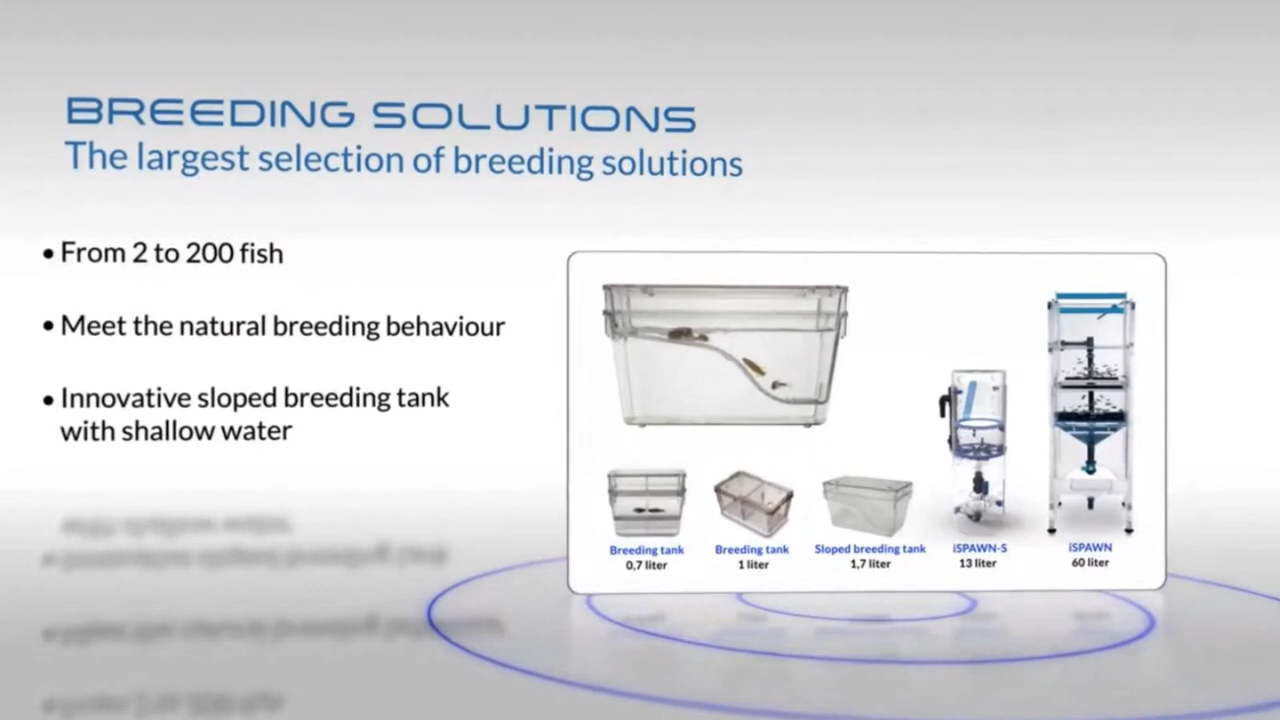 BREEDING SOLUTIONS
The largest selection of breeding solutions
• From 2 to 200 fish
• Meet the natural breeding behaviour
• Innovative sloped breeding tank
with shallow water
Breeding tank
0,7 liter
Breeding tank
1 liter
Sloped breeding tank
1,7 liter
iSPAWN-S
13 liter
iSPAWN
60 liter